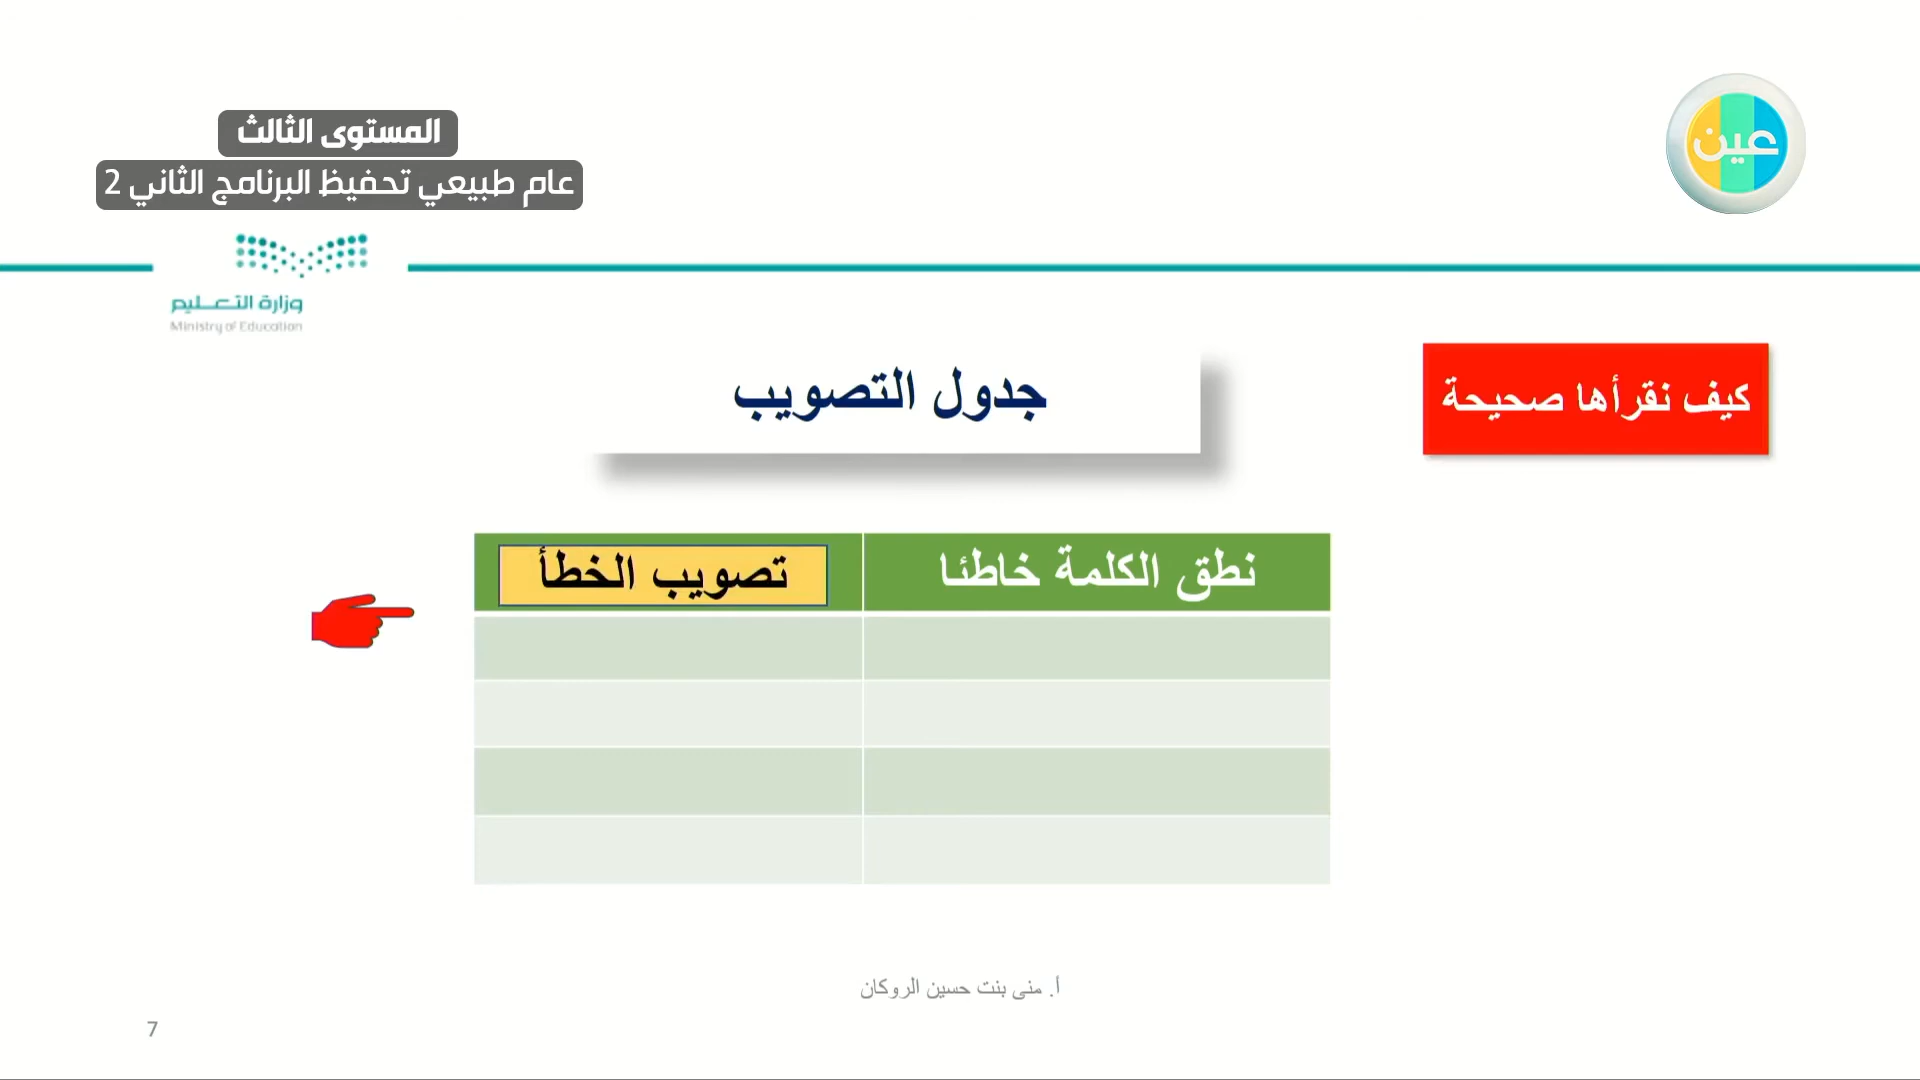 المستوى الثالث
عام طبيعي تحفيظ البرنامج الثاني 2
عين
وزارة التعليم
Ministry of Education
كيف نقرأها صحيحة
جدول التصويب
نطق الكلمة خاطئا
تصويب الخطأ
أ. منى بنت حسين الروكان
7